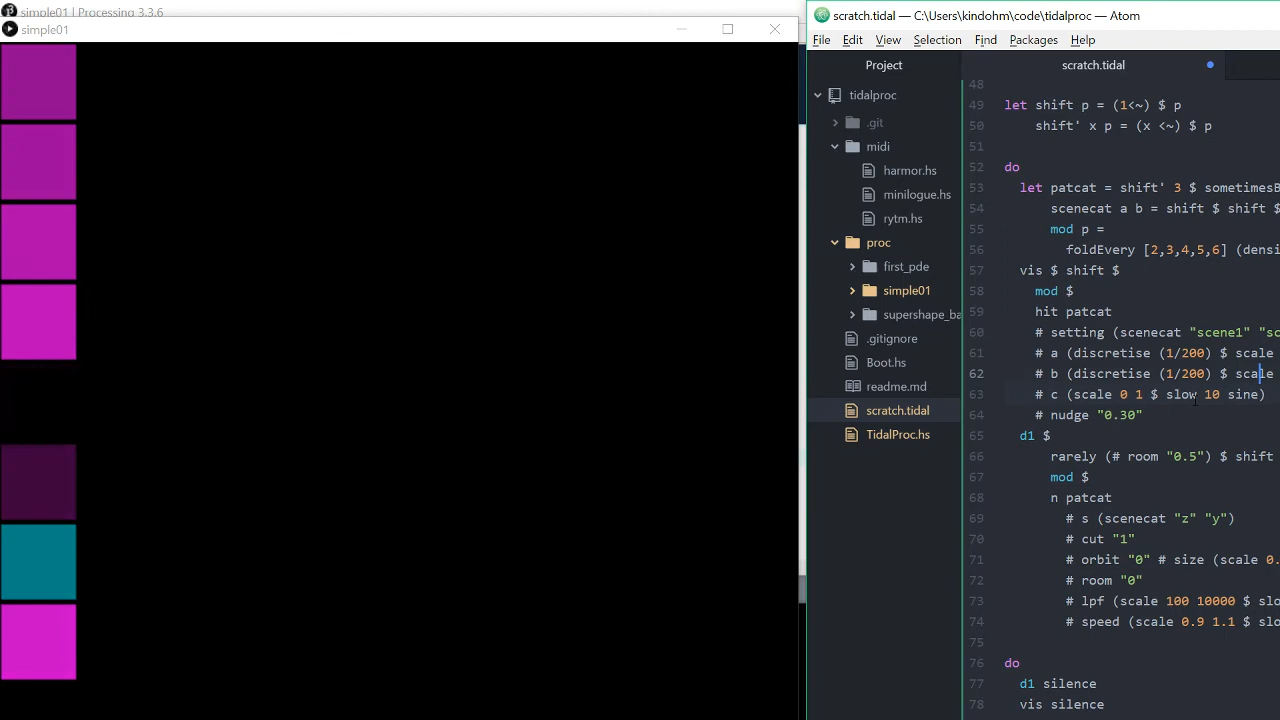 simple01 | Processing 3.3.6
simple01
scratch.tidal — C:\Users\kindohm\code\tidalproc — Atom
File Edit View Selection Find Packages Help
Project
scratch.tidal
tidalproc
.git
midi
harmor.hs
minilogue.hs
rytm.hs
proc
first_pde
simple01
supershape_ba
.gitignore
Boot.hs
readme.md
scratch.tidal
TidalProc.hs
48
49 let shift p = (1<~) $ p
50 shift' x p = (x <~) $ p
51
52 do
53 let patcat = shift' 3 $ sometimesB
54 scenecat a b = shift $ shift $
55 mod p =
56 foldEvery [2,3,4,5,6] (densi
57 vis $ shift $
58 mod $
59 hit patcat
60 # setting (scenecat "scene1" "sc
61 # a (discretise (1/200) $ scale
62 # b (discretise (1/200) $ scale
63 # c (scale 0 1 $ slow 10 sine)
64 # nudge "0.30"
65 d1 $
66 rarely (# room "0.5") $ shift
67 mod $
68 n patcat
69 # s (scenecat "z" "y")
70 # cut "1"
71 # orbit "0" # size (scale 0.
72 # room "0"
73 # lpf (scale 100 10000 $ slo
74 # speed (scale 0.9 1.1 $ slo
75
76 do
77 d1 silence
78 vis silence